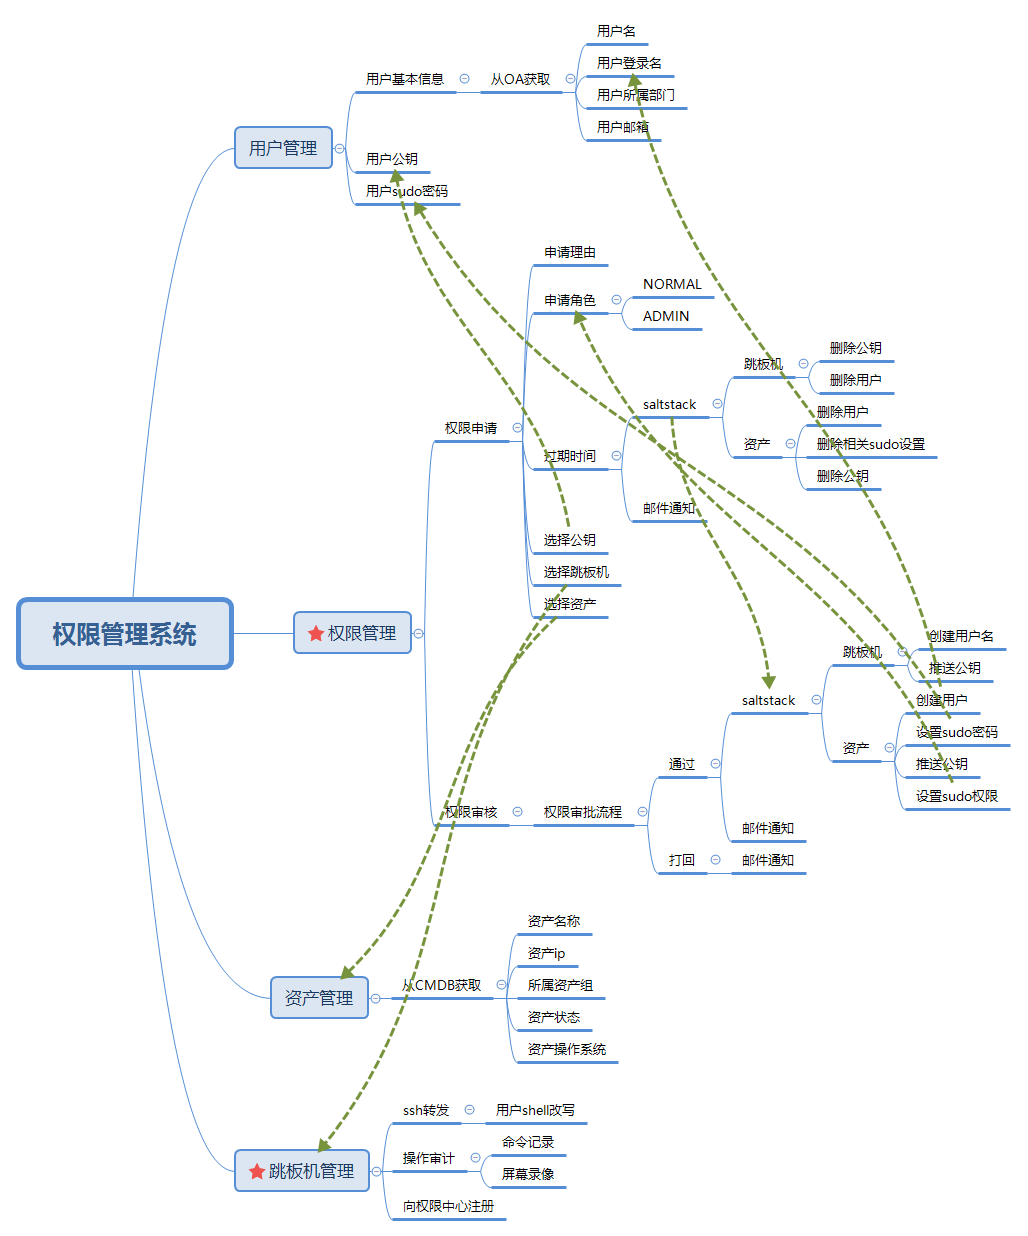 权限管理系统
用户管理
用户基本信息
从OA获取
用户名
用户登录名
用户所属部门
用户邮箱
用户公钥
用户sudo密码
权限管理
权限申请
申请理由
申请角色
NORMAL
ADMIN
过期时间
saltstack
跳板机
删除公钥
删除用户
资产
删除用户
删除相关sudo设置
删除公钥
邮件通知
选择公钥
选择跳板机
选择资产
权限审核
权限审批流程
通过
saltstack
跳板机
创建用户名
推送公钥
资产
创建用户
设置sudo密码
推送公钥
设置sudo权限
邮件通知
打回
邮件通知
资产管理
从CMDB获取
资产名称
资产ip
所属资产组
资产状态
资产操作系统
跳板机管理
ssh转发
用户shell改写
操作审计
命令记录
屏幕录像
向权限中心注册